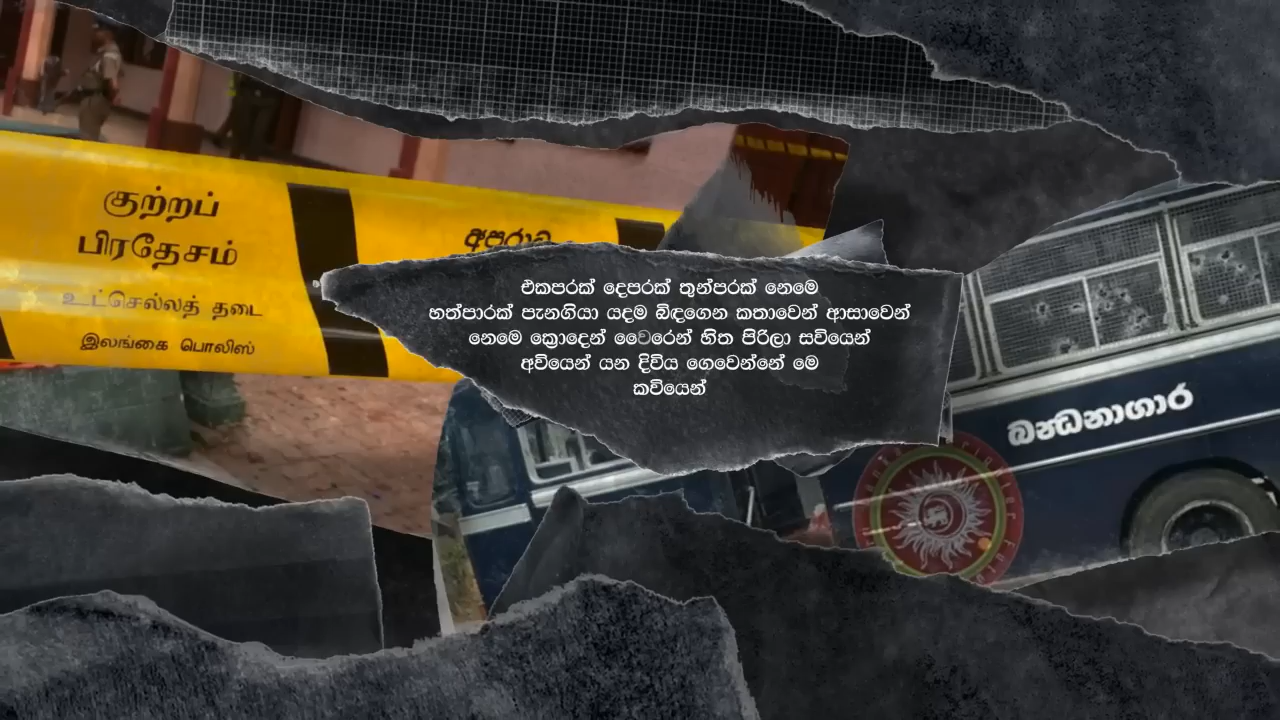 குற்றப்
பிரதேசம்
உட்செல்லத் தடை
இலங்கை பொலிஸ்
එකපරක් දෙපරක් තුන්පරක් නෙමෙ
හත්පාරක් පැනගියා යදම බිඳගෙන කතාවෙන් ආසාවෙන්
නෙමෙ ත්‍රොදෙන් වෛරෙන් හිත පිරිලා සවියෙන්
අවියෙන් යන දිවිය ගෙවෙන්නේ මෙ
කවියෙන්
බන්ධනාගාර